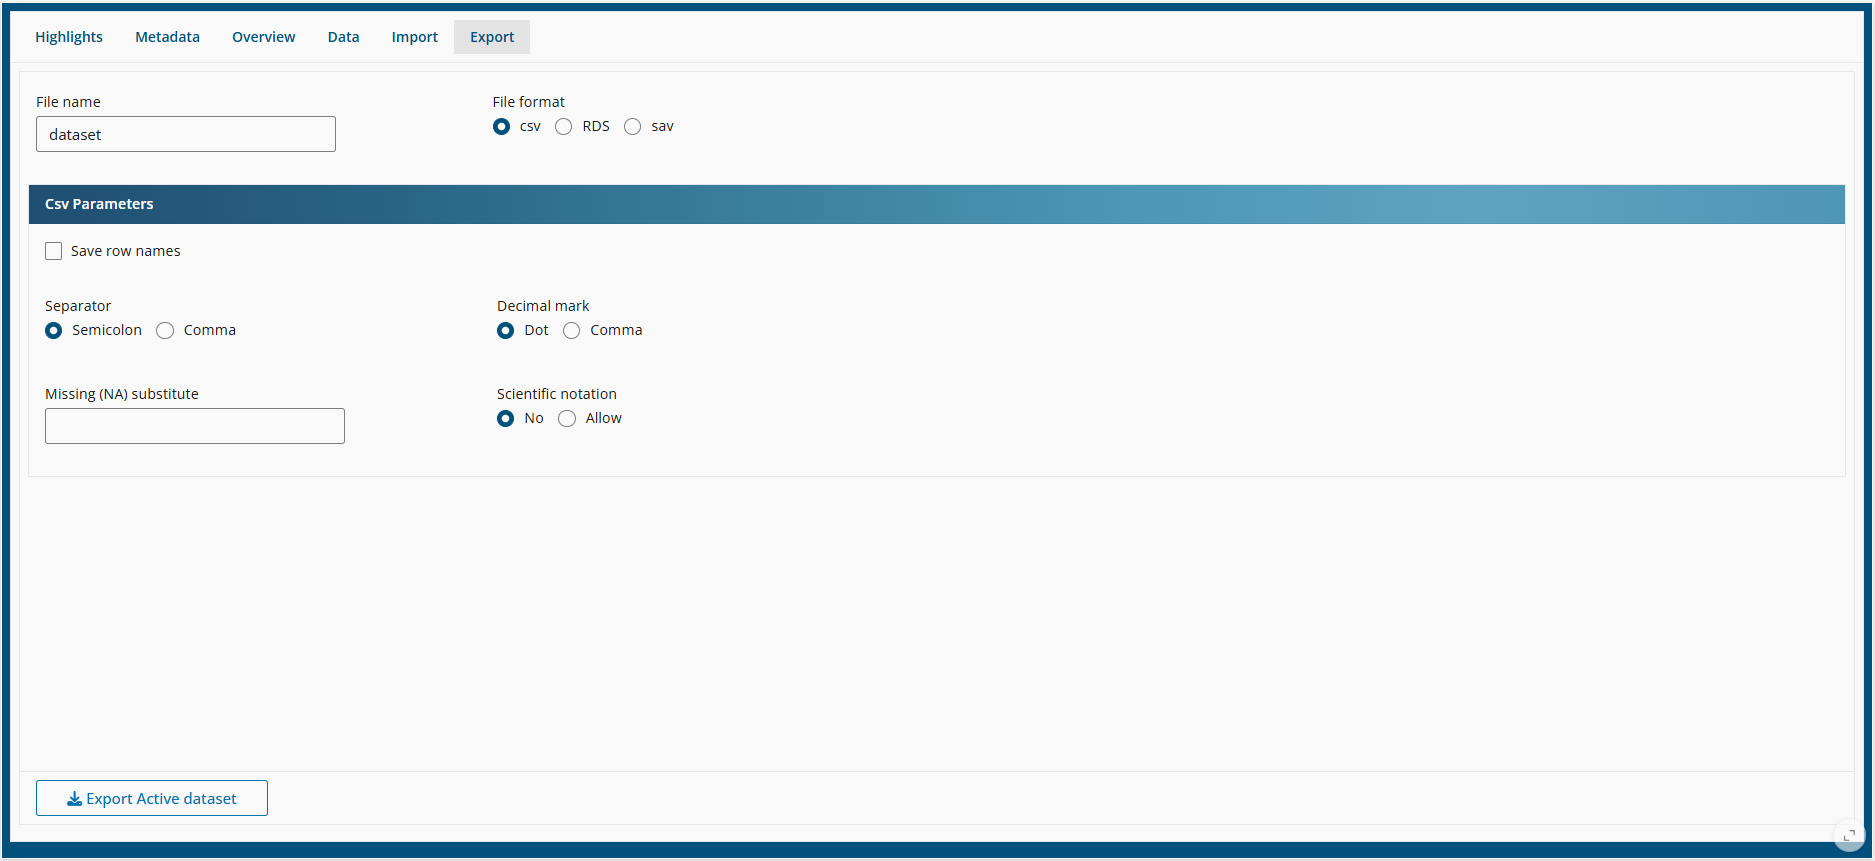 Highlights Metadata Overview Data Import Export
File name File format
dataset csv RDS sav
Csv Parameters
Save row names
Separator Decimal mark
Semicolon Comma Dot Comma
Missing (NA) substitute Scientific notation
No Allow
Export Active dataset